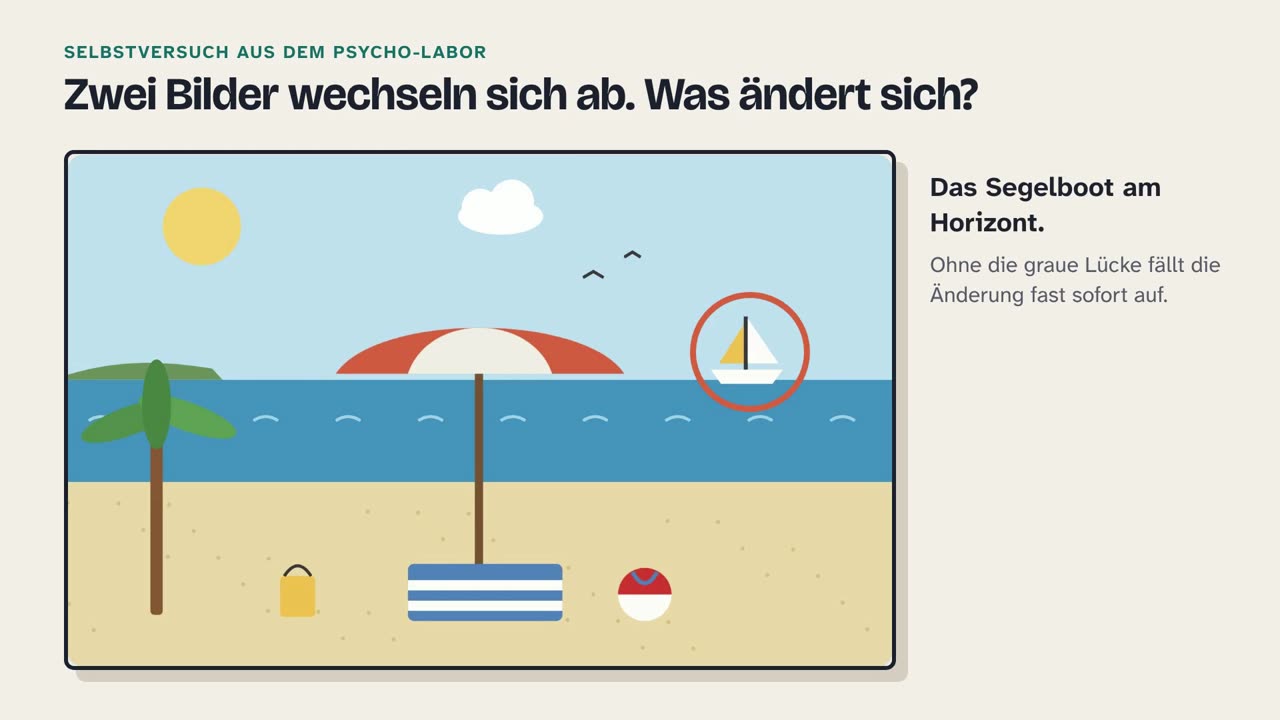 SELBSTVERSUCH AUS DEM PSYCHO-LABOR
Zwei Bilder wechseln sich ab. Was ändert sich?
Das Segelboot am
Horizont.
Ohne die graue Lücke fällt die
Änderung fast sofort auf.